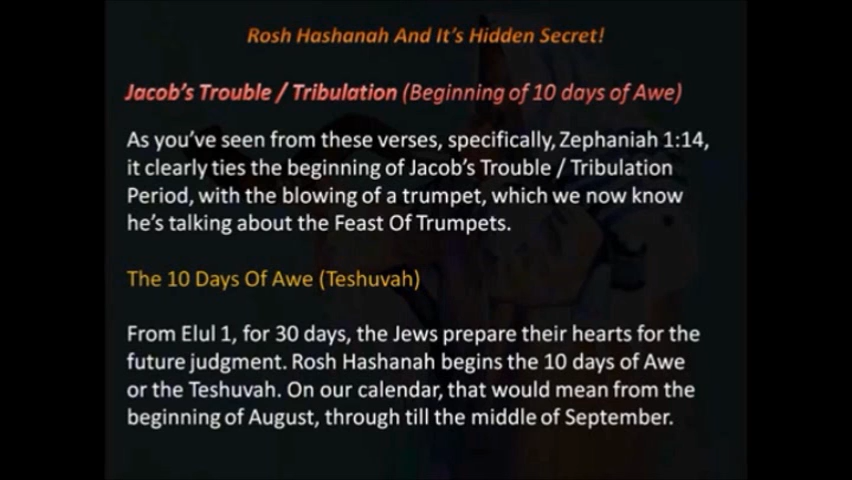 Rosh Hashanah And It's Hidden Secret!
Jacob's Trouble / Tribulation (Beginning of 10 days of Awe)
As you've seen from these verses, specifically, Zephaniah 1:14,
it clearly ties the beginning of Jacob's Trouble / Tribulation
Period, with the blowing of a trumpet, which we now know
he's talking about the Feast Of Trumpets.
The 10 Days Of Awe (Teshuvah)
From Elul 1, for 30 days, the Jews prepare their hearts for the
future judgment. Rosh Hashanah begins the 10 days of Awe
or the Teshuvah. On our calendar, that would mean from the
beginning of August, through till the middle of September.